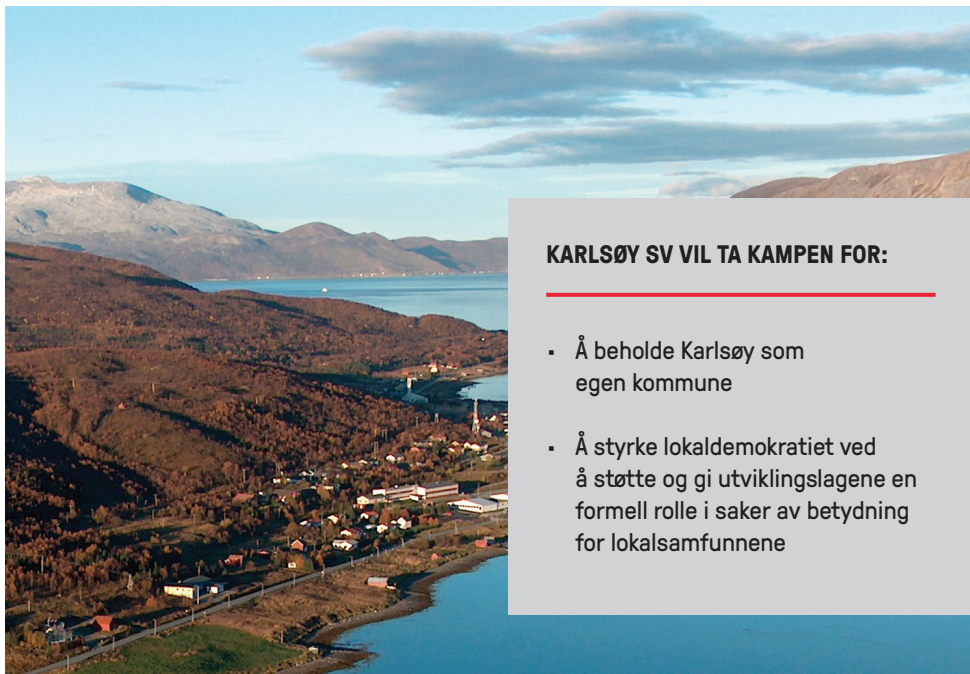 KARLSØY SV VIL TA KAMPEN FOR:
• Å beholde Karlsøy som
egen kommune
• Å styrke lokaldemokratiet ved
å støtte og gi utviklingslagene en
formell rolle i saker av betydning
for lokalsamfunnene